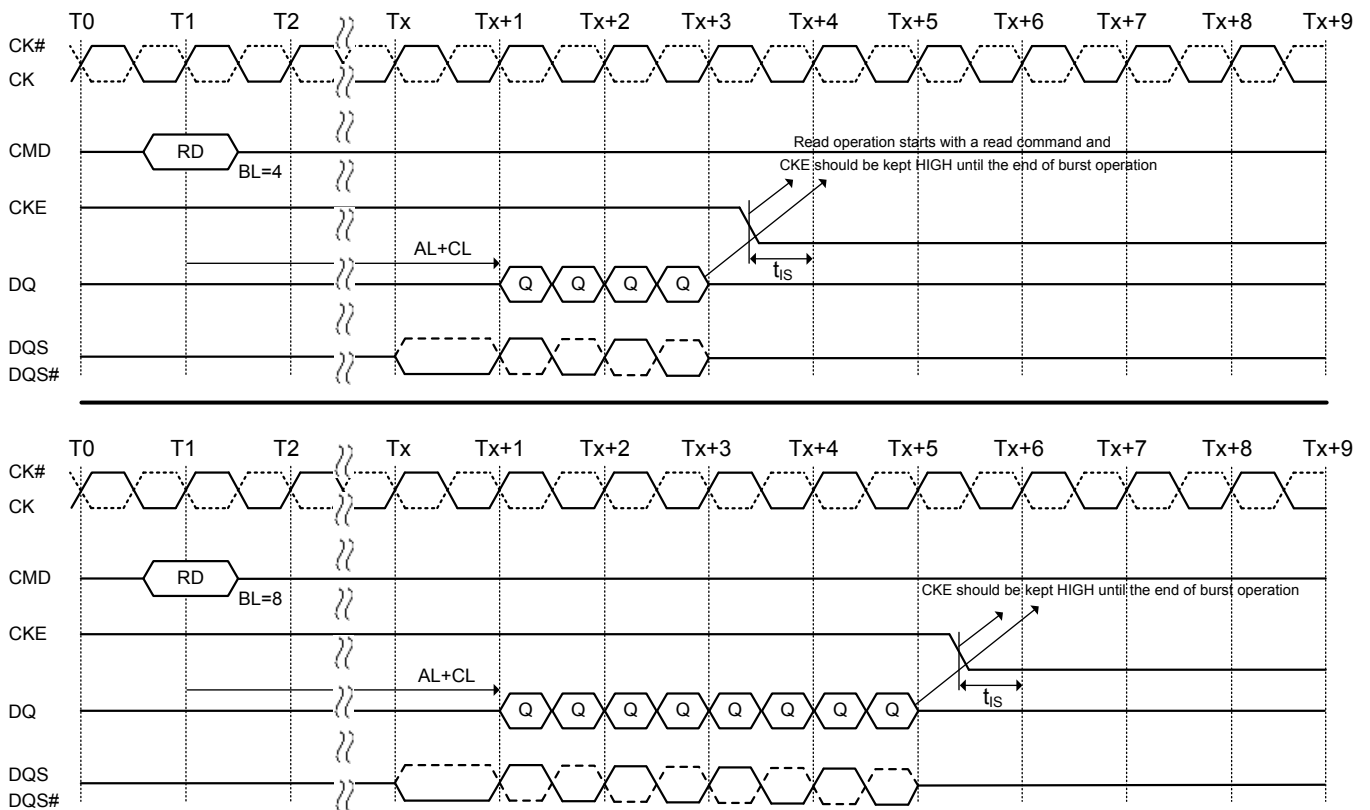 T0 T1 T2 Tx Tx+1 Tx+2 Tx+3 Tx+4 Tx+5 Tx+6 Tx+7 Tx+8 Tx+9
CK#
CK
Read operation starts with a read command and
CMD RD
CKE should be kept HIGH until the end of burst operation
BL=4
CKE
AL+CL
tIS
DQ Q Q Q Q
DQS
DQS#
T0 T1 T2 Tx Tx+1 Tx+2 Tx+3 Tx+4 Tx+5 Tx+6 Tx+7 Tx+8 Tx+9
CK#
CK
CMD RD
CKE should be kept HIGH until the end of burst operation
BL=8
CKE
AL+CL
tIS
DQ Q Q Q Q Q Q Q Q
DQS
DQS#